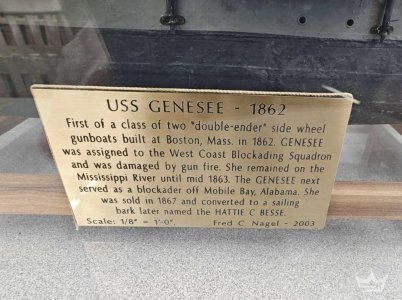 USS GENESEE - 1862
First of a class of two "double-ender" side wheel
gunboats built at Boston, Mass. in 1862. GENESEE
was assigned to the West Coast Blockading Squadron
and was damaged by gun fire. She remained on the
Mississippi River until mid 1863. The GENESEE next
served as a blockader off Mobile Bay, Alabama. She
was sold in 1867 and converted to a sailing
bark later named the HATTIE C. BESSE.
Scale: 1/8" = 1'-0". Fred C. Nagel - 2003